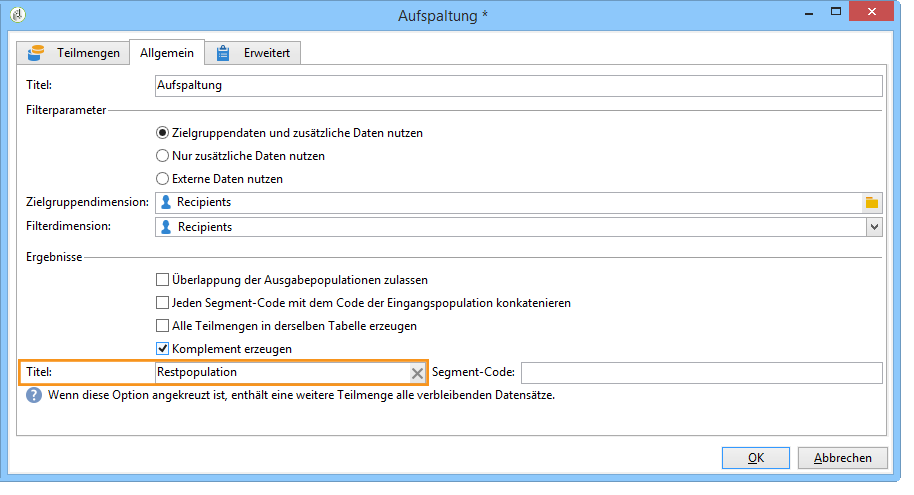 Aufspaltung *
Teilmengen Allgemein Erweitert
Titel: Aufspaltung
Filterparameter
Zielgruppendaten und zusätzliche Daten nutzen
Nur zusätzliche Daten nutzen
Externe Daten nutzen
Zielgruppendimension: Recipients
Filterdimension: Recipients
Ergebnisse
Überlappung der Ausgabepopulationen zulassen
Jeden Segment-Code mit dem Code der Eingangspopulation konkatenieren
Alle Teilmengen in derselben Tabelle erzeugen
Komplement erzeugen
Titel: Restpopulation Segment-Code:
? Wenn diese Option angekreuzt ist, enthält eine weitere Teilmenge alle verbleibenden Datensätze.
OK Abbrechen